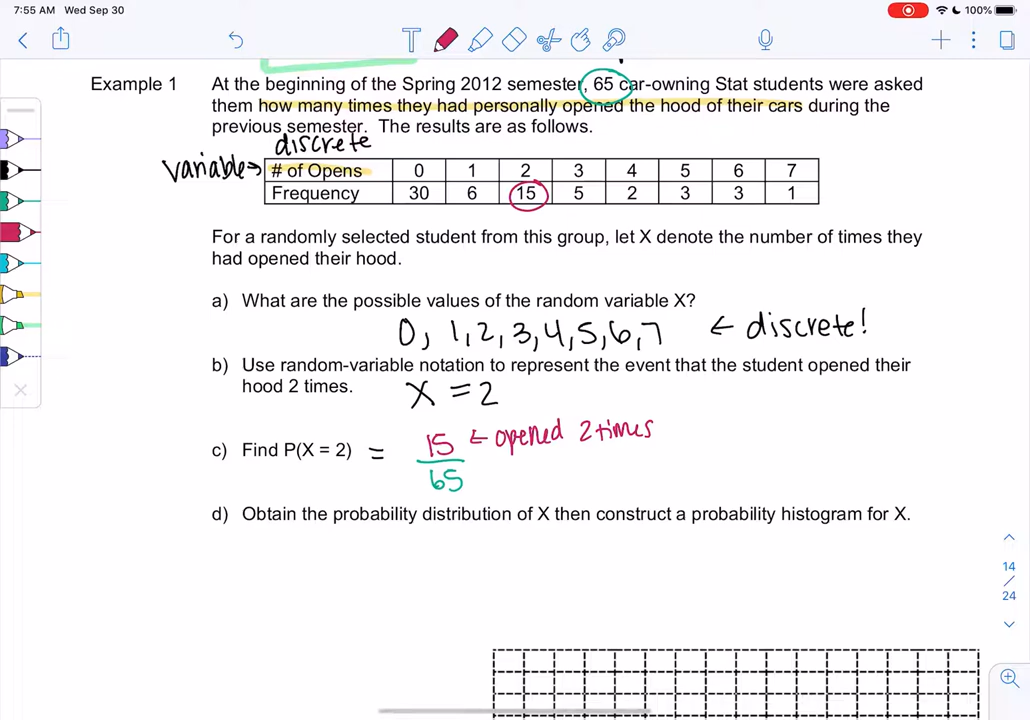 7:55 AM Wed Sep 30
100%
Example 1 At the beginning of the Spring 2012 semester, 65 car-owning Stat students were asked
them how many times they had personally opened the hood of their cars during the
previous semester. The results are as follows.
discrete
variable→ # of Opens 0 1 2 3 4 5 6 7
Frequency 30 6 15 5 2 3 3 1
For a randomly selected student from this group, let X denote the number of times they
had opened their hood.
a) What are the possible values of the random variable X?
0, 1, 2, 3, 4, 5, 6, 7 ← discrete!
b) Use random-variable notation to represent the event that the student opened their
hood 2 times. X = 2
c) Find P(X = 2) = 15 ← opened 2 times
65
d) Obtain the probability distribution of X then construct a probability histogram for X.
14
/
24